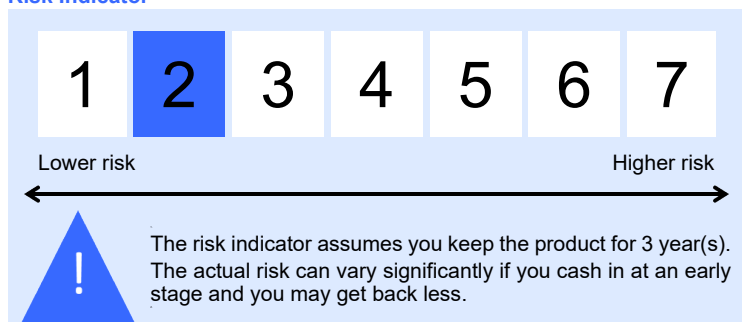 Risk Indicator
1 2 3 4 5 6 7
Lower risk Higher risk
!
The risk indicator assumes you keep the product for 3 year(s).
The actual risk can vary significantly if you cash in at an early
stage and you may get back less.